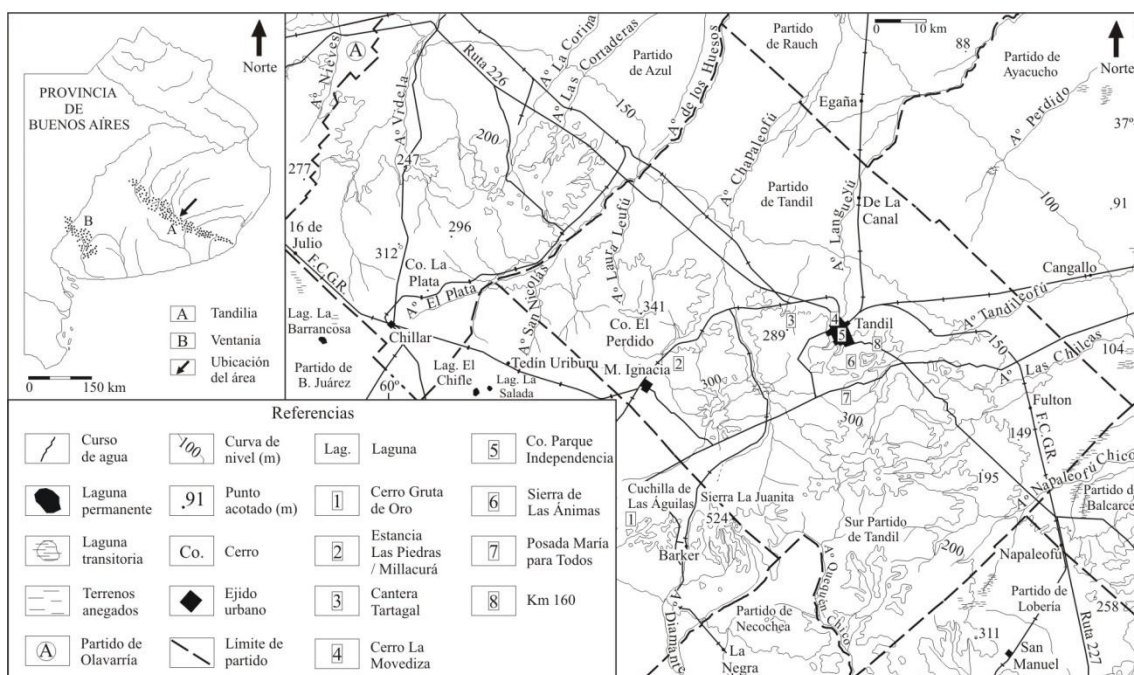 Norte
PROVINCIA
DE
BUENOS AÍRES
B
A
A Tandilia
B Ventania
Ubicación
del área
0 150 km
A
Aº Nieves
Aº Videla
Ruta 226
Aº La Corina
Aº Las Cortaderas
Partido
de Azul
Aº de los Huesos
Partido
de Rauch
0 10 km
88
Partido de
Ayacucho
Norte
150
Egaña
Aº Perdido
37º
200
277
247
Aº Chapaleofú
Partido
de Tandil
Aº Langueyú
De La
Canal
100
91
16 de
Julio
F.C.GR.
312
296
Co. La
Plata
Aº El Plata
Aº San Nicolás
Aº Laura Leufú
341
Co. El
Perdido
Cangallo
Aº Tandileofú
Lag. La
Barrancosa
Chillar
289
3
4
Tandil
5
8
6
150
Aº Las Chilcas
104
Partido de
B. Juárez
60º
Lag. El
Chifle
Tedín Uriburu
Lag. La
Salada
M. Ignacia
2
300
7
300
Fulton
F.C.GR
149
Aº Napaleofú Chico
195
Partido de
Balcarce
Cuchilla de
Las Águilas
Sierra La Juanita
1
524
Barker
Sur Partido
de Tandil
200
Napaleofú
Aº Quequén Chico
Aº Diamante
Partido de
Necochea
Partido de
Lobería
258
La
Negra
311
San
Manuel
Ruta 227
Referencias
Curso
de agua
Laguna
permanente
Laguna
transitoria
Terrenos
anegados
A Partido de
Olavarría
100 Curva de
nivel (m)
.91 Punto
acotado (m)
Co. Cerro
Ejido
urbano
Límite de
partido
Lag. Laguna
1 Cerro Gruta
de Oro
2 Estancia
Las Piedras
/ Millacurá
3 Cantera
Tartagal
4 Cerro La
Movediza
5 Co. Parque
Independencia
6 Sierra de
Las Ánimas
7 Posada María
para Todos
8 Km 160